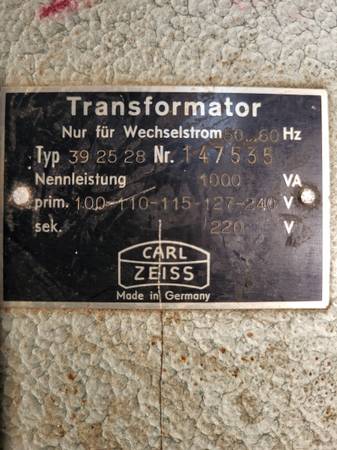 Transformator
Nur für Wechselstrom 50...60 Hz
Typ 39 25 28 Nr. 147535
Nennleistung 1000 VA
prim. 100-110-115-127-240 V
sek. 220 V
CARL
ZEISS
Made in Germany